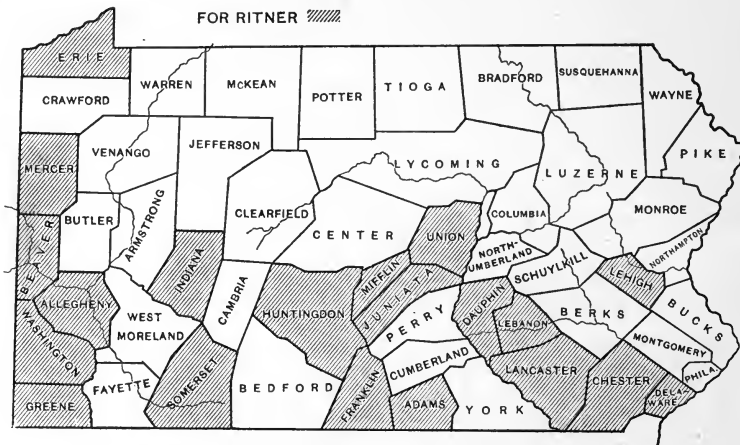 FOR RITNER
ERIE
CRAWFORD
WARREN
McKEAN
POTTER
TIOGA
BRADFORD
SUSQUEHANNA
WAYNE
PIKE
MERCER
VENANGO
JEFFERSON
LYCOMING
LUZERNE
BUTLER
ARMSTRONG
CLEARFIELD
CENTER
UNION
COLUMBIA
MONROE
NORTHAMPTON
BEAVER
ALLEGHENY
INDIANA
CAMBRIA
HUNTINGDON
MIFFLIN
JUNIATA
NORTH-
UMBERLAND
SCHUYLKILL
LEHIGH
BUCKS
WASHINGTON
WEST
MORELAND
PERRY
DAUPHIN
LEBANON
BERKS
MONTGOMERY
PHILA.
GREENE
FAYETTE
SOMERSET
BEDFORD
FRANKLIN
CUMBERLAND
ADAMS
YORK
LANCASTER
CHESTER
DELA-
WARE